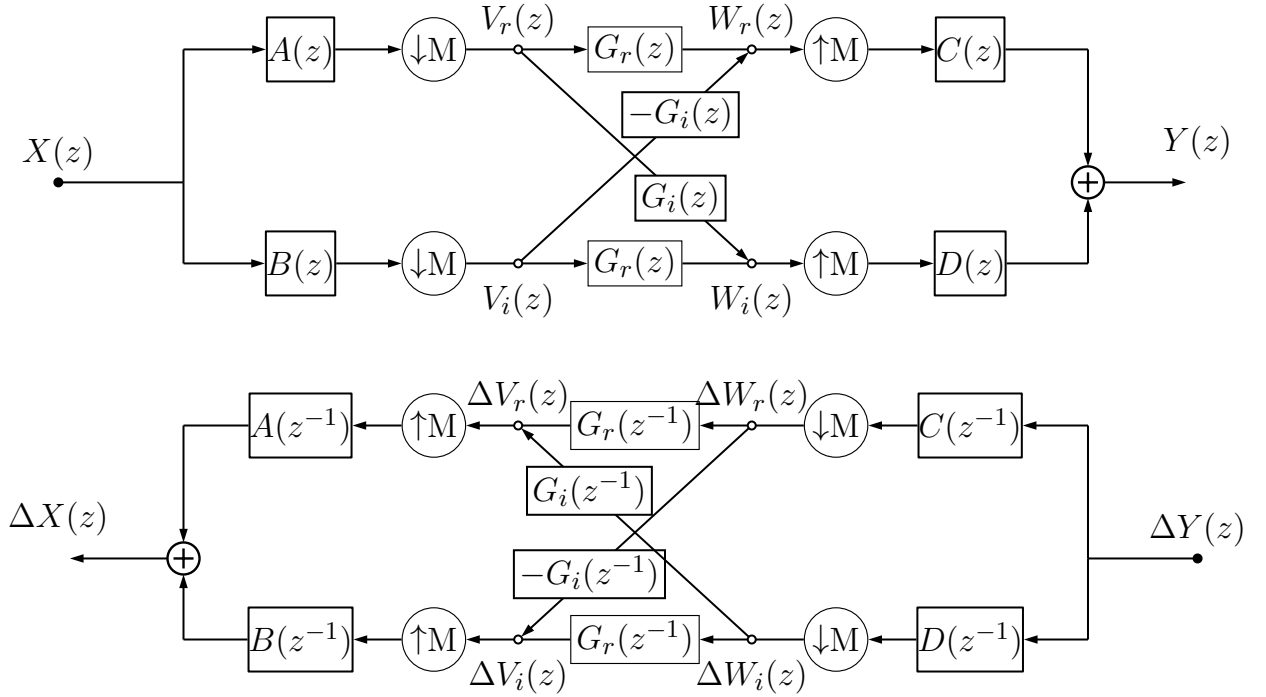 V_r(z) W_r(z)
A(z) ↓M G_r(z) ↑M C(z)
−G_i(z)
X(z) Y(z)
+
G_i(z)
B(z) ↓M G_r(z) ↑M D(z)
V_i(z) W_i(z)
ΔV_r(z) ΔW_r(z)
A(z⁻¹) ↑M G_r(z⁻¹) ↓M C(z⁻¹)
G_i(z⁻¹)
ΔX(z) ΔY(z)
+
−G_i(z⁻¹)
B(z⁻¹) ↑M G_r(z⁻¹) ↓M D(z⁻¹)
ΔV_i(z) ΔW_i(z)